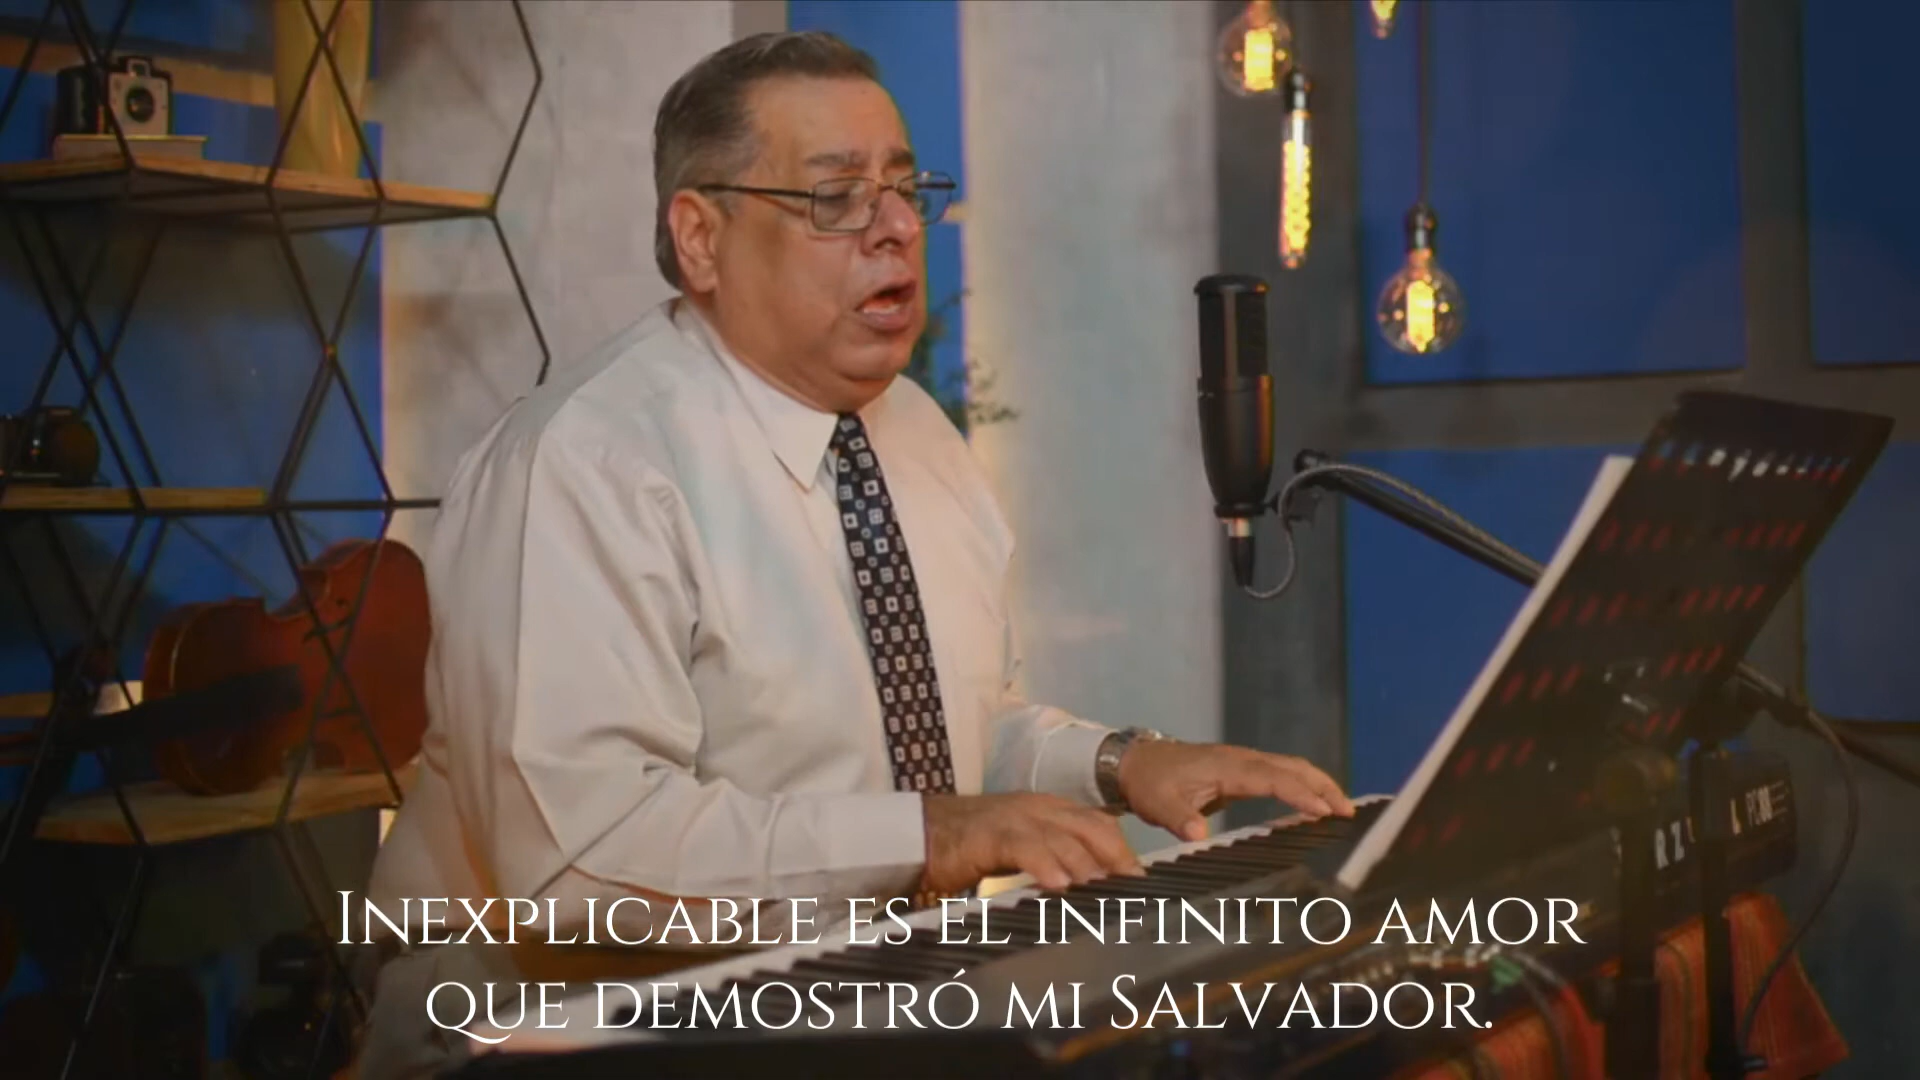 Inexplicable es el infinito amor
que demostró mi Salvador.